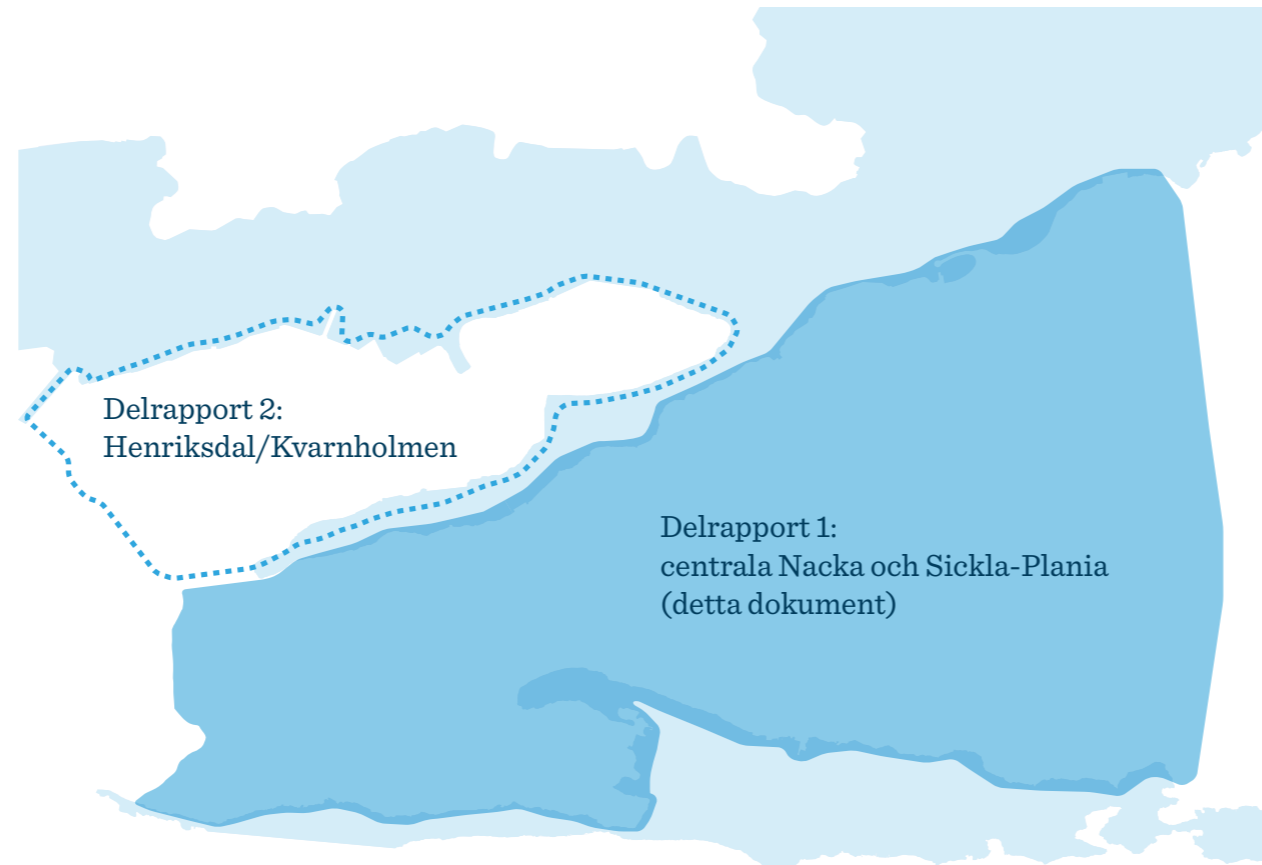 Delrapport 2:
Henriksdal/Kvarnholmen
Delrapport 1:
centrala Nacka och Sickla-Plania
(detta dokument)